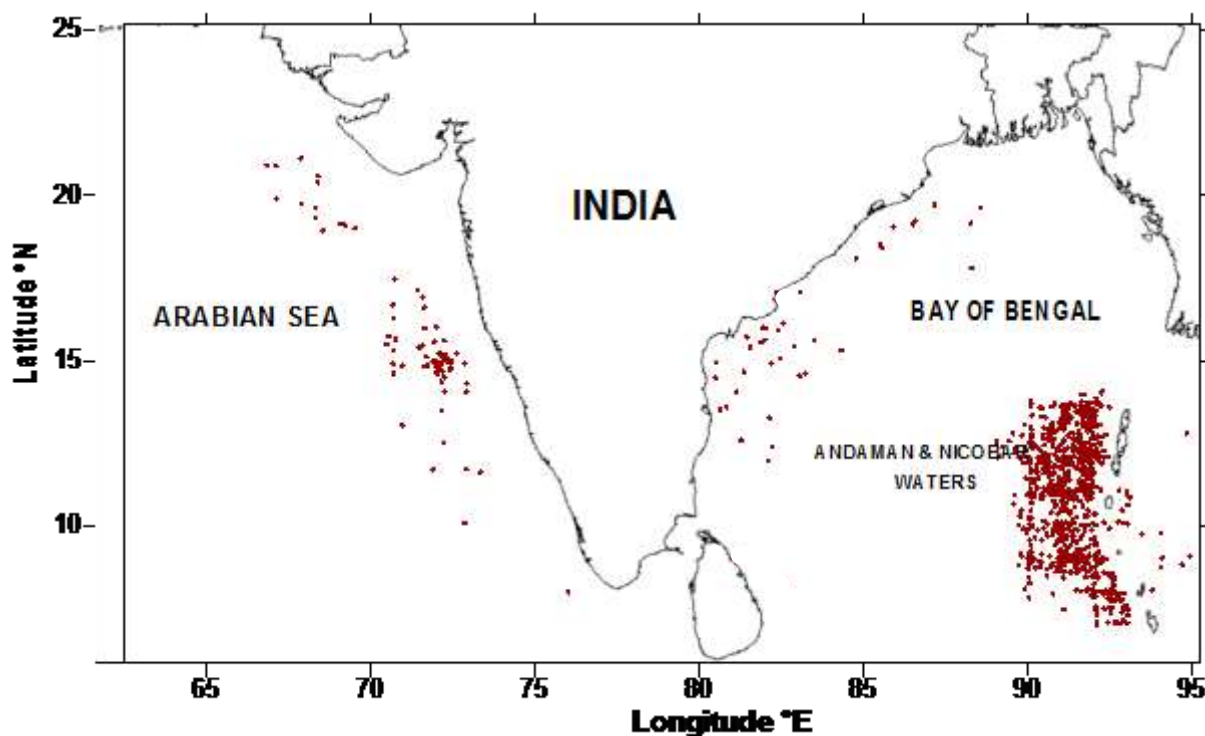 25
20
15
10
Latitude °N
INDIA
ARABIAN SEA
BAY OF BENGAL
ANDAMAN & NICOBAR
WATERS
65 70 75 80 85 90 95
Longitude °E